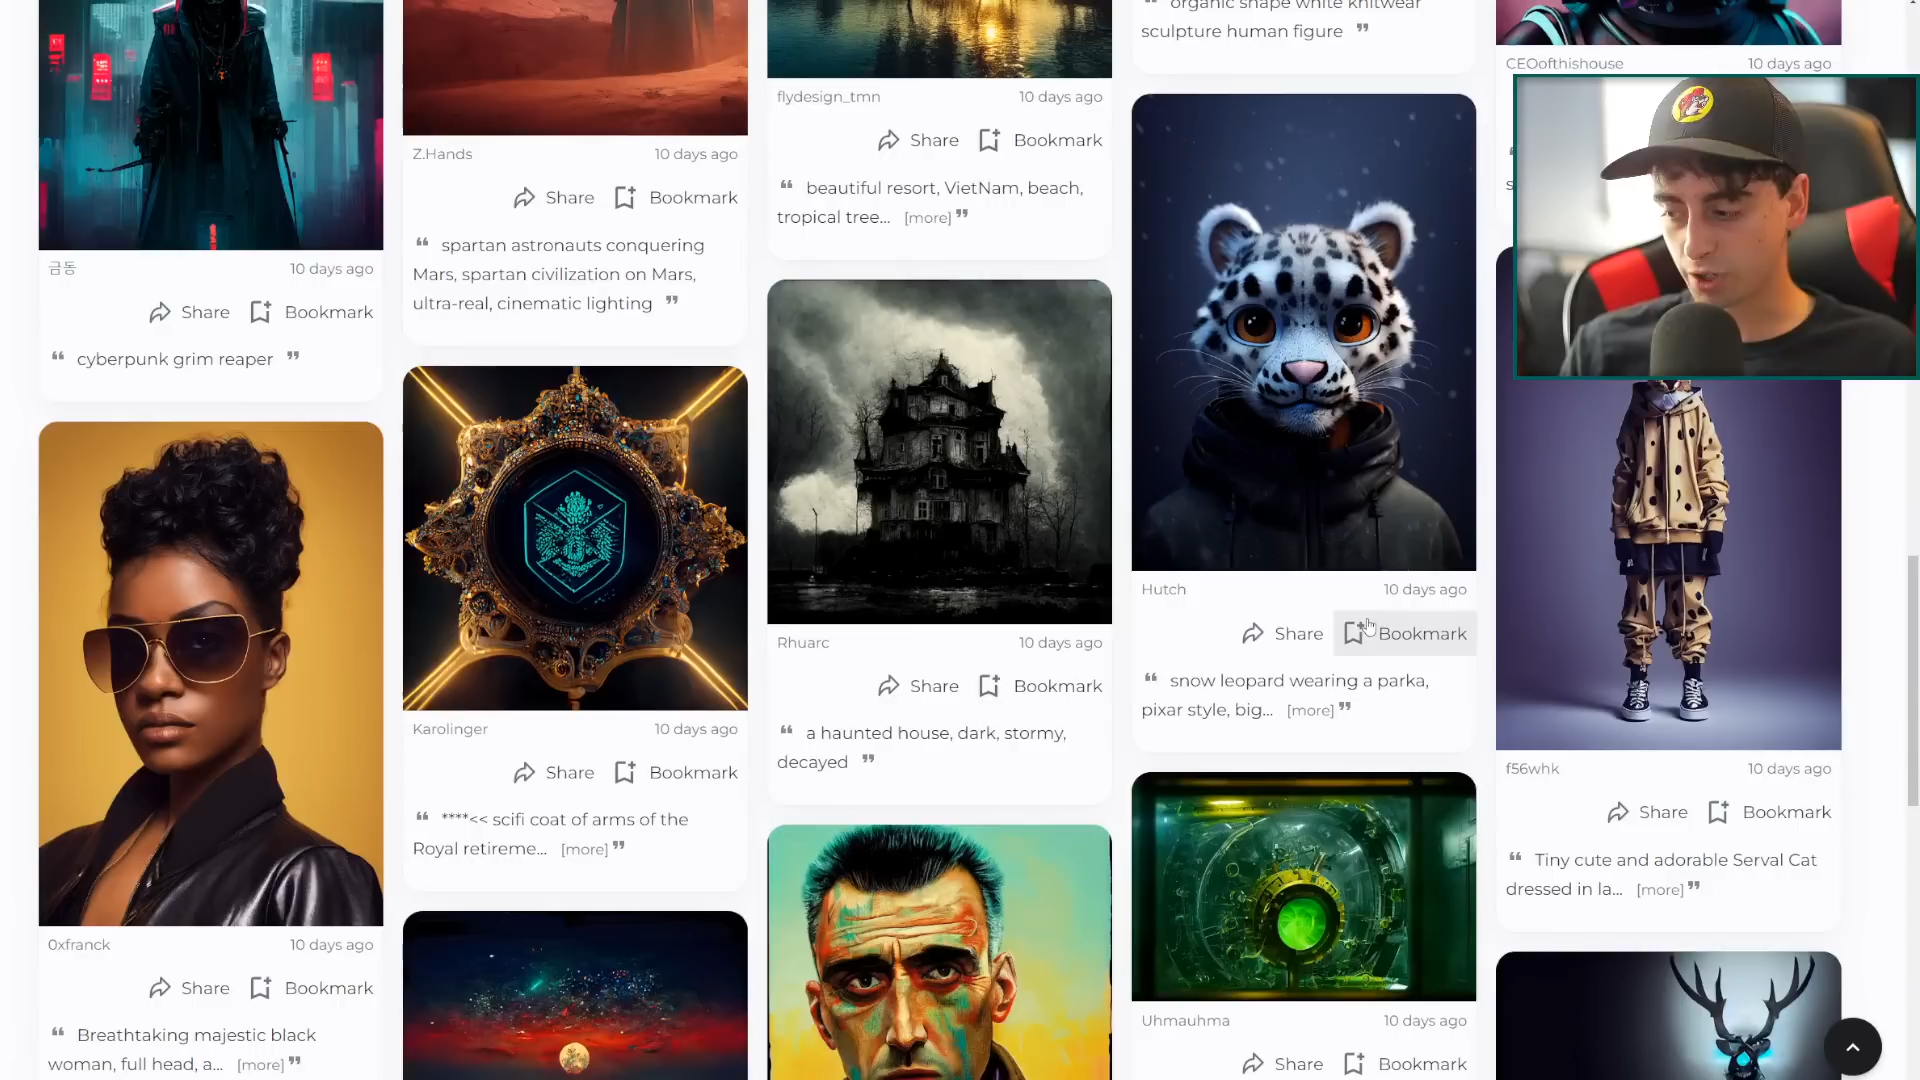 금동
10 days ago
Share
Bookmark
❝ cyberpunk grim reaper ❞
0xfranck
10 days ago
Share
Bookmark
❝ Breathtaking majestic black
woman, full head, a... [more] ❞
Z.Hands
10 days ago
Share
Bookmark
❝ spartan astronauts conquering
Mars, spartan civilization on Mars,
ultra-real, cinematic lighting ❞
Karolinger
10 days ago
Share
Bookmark
❝ ****<< scifi coat of arms of the
Royal retireme... [more] ❞
flydesign_tmn
10 days ago
Share
Bookmark
❝ beautiful resort, VietNam, beach,
tropical tree... [more] ❞
Rhuarc
10 days ago
Share
Bookmark
❝ a haunted house, dark, stormy,
decayed ❞
❝ organic shape white knitwear
sculpture human figure ❞
Hutch
10 days ago
Share
Bookmark
❝ snow leopard wearing a parka,
pixar style, big... [more] ❞
Uhmauhma
10 days ago
Share
Bookmark
CEOofthishouse
10 days ago
f56whk
10 days ago
Share
Bookmark
❝ Tiny cute and adorable Serval Cat
dressed in la... [more] ❞